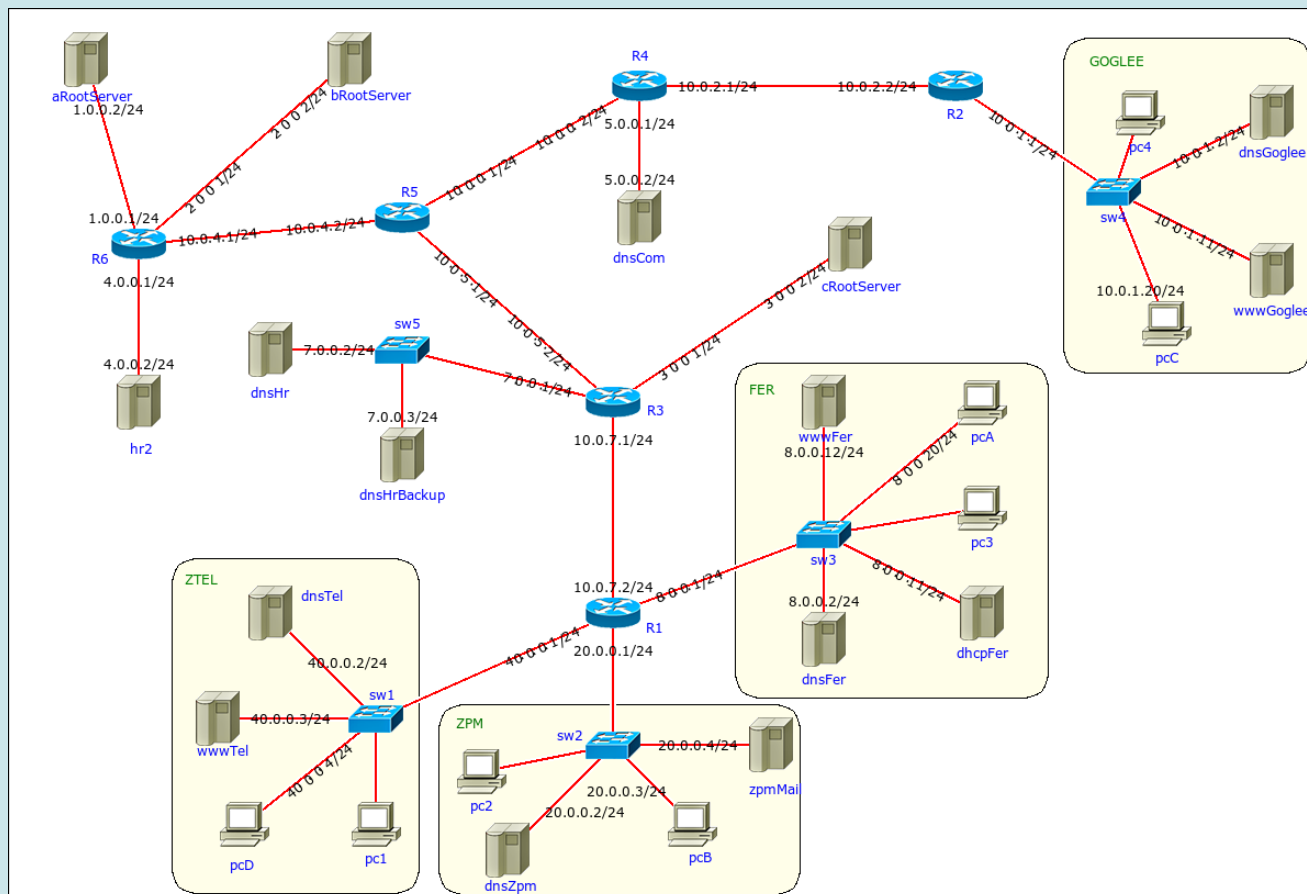 R4
GOGLEE
aRootServer
1.0.0.2/24
bRootServer
2.0.0.2/24
10.0.2.1/24
10.0.2.2/24
R2
10.0.0.2/24
5.0.0.1/24
10.0.1.1/24
pc4
10.0.1.2/24
dnsGoglee
2.0.0.1/24
10.0.0.1/24
5.0.0.2/24
R5
sw4
1.0.0.1/24
10.0.4.1/24
10.0.4.2/24
10.0.1.11/24
R6
dnsCom
4.0.0.1/24
10.0.5.1/24
3.0.0.2/24
cRootServer
10.0.1.20/24
wwwGoglee
sw5
10.0.5.2/24
pcC
4.0.0.2/24
7.0.0.2/24
dnsHr
7.0.0.1/24
3.0.0.1/24
FER
hr2
7.0.0.3/24
R3
10.0.7.1/24
wwwFer
8.0.0.12/24
8.0.0.20/24
pcA
dnsHrBackup
pc3
sw3
ZTEL
10.0.7.2/24
8.0.0.1/24
8.0.0.11/24
dnsTel
8.0.0.2/24
R1
40.0.0.1/24
20.0.0.1/24
dhcpFer
40.0.0.2/24
dnsFer
sw1
40.0.0.3/24
wwwTel
ZPM
sw2
20.0.0.4/24
40.0.0.4/24
zpmMail
pc2
20.0.0.3/24
20.0.0.2/24
pcD
pc1
pcB
dnsZpm